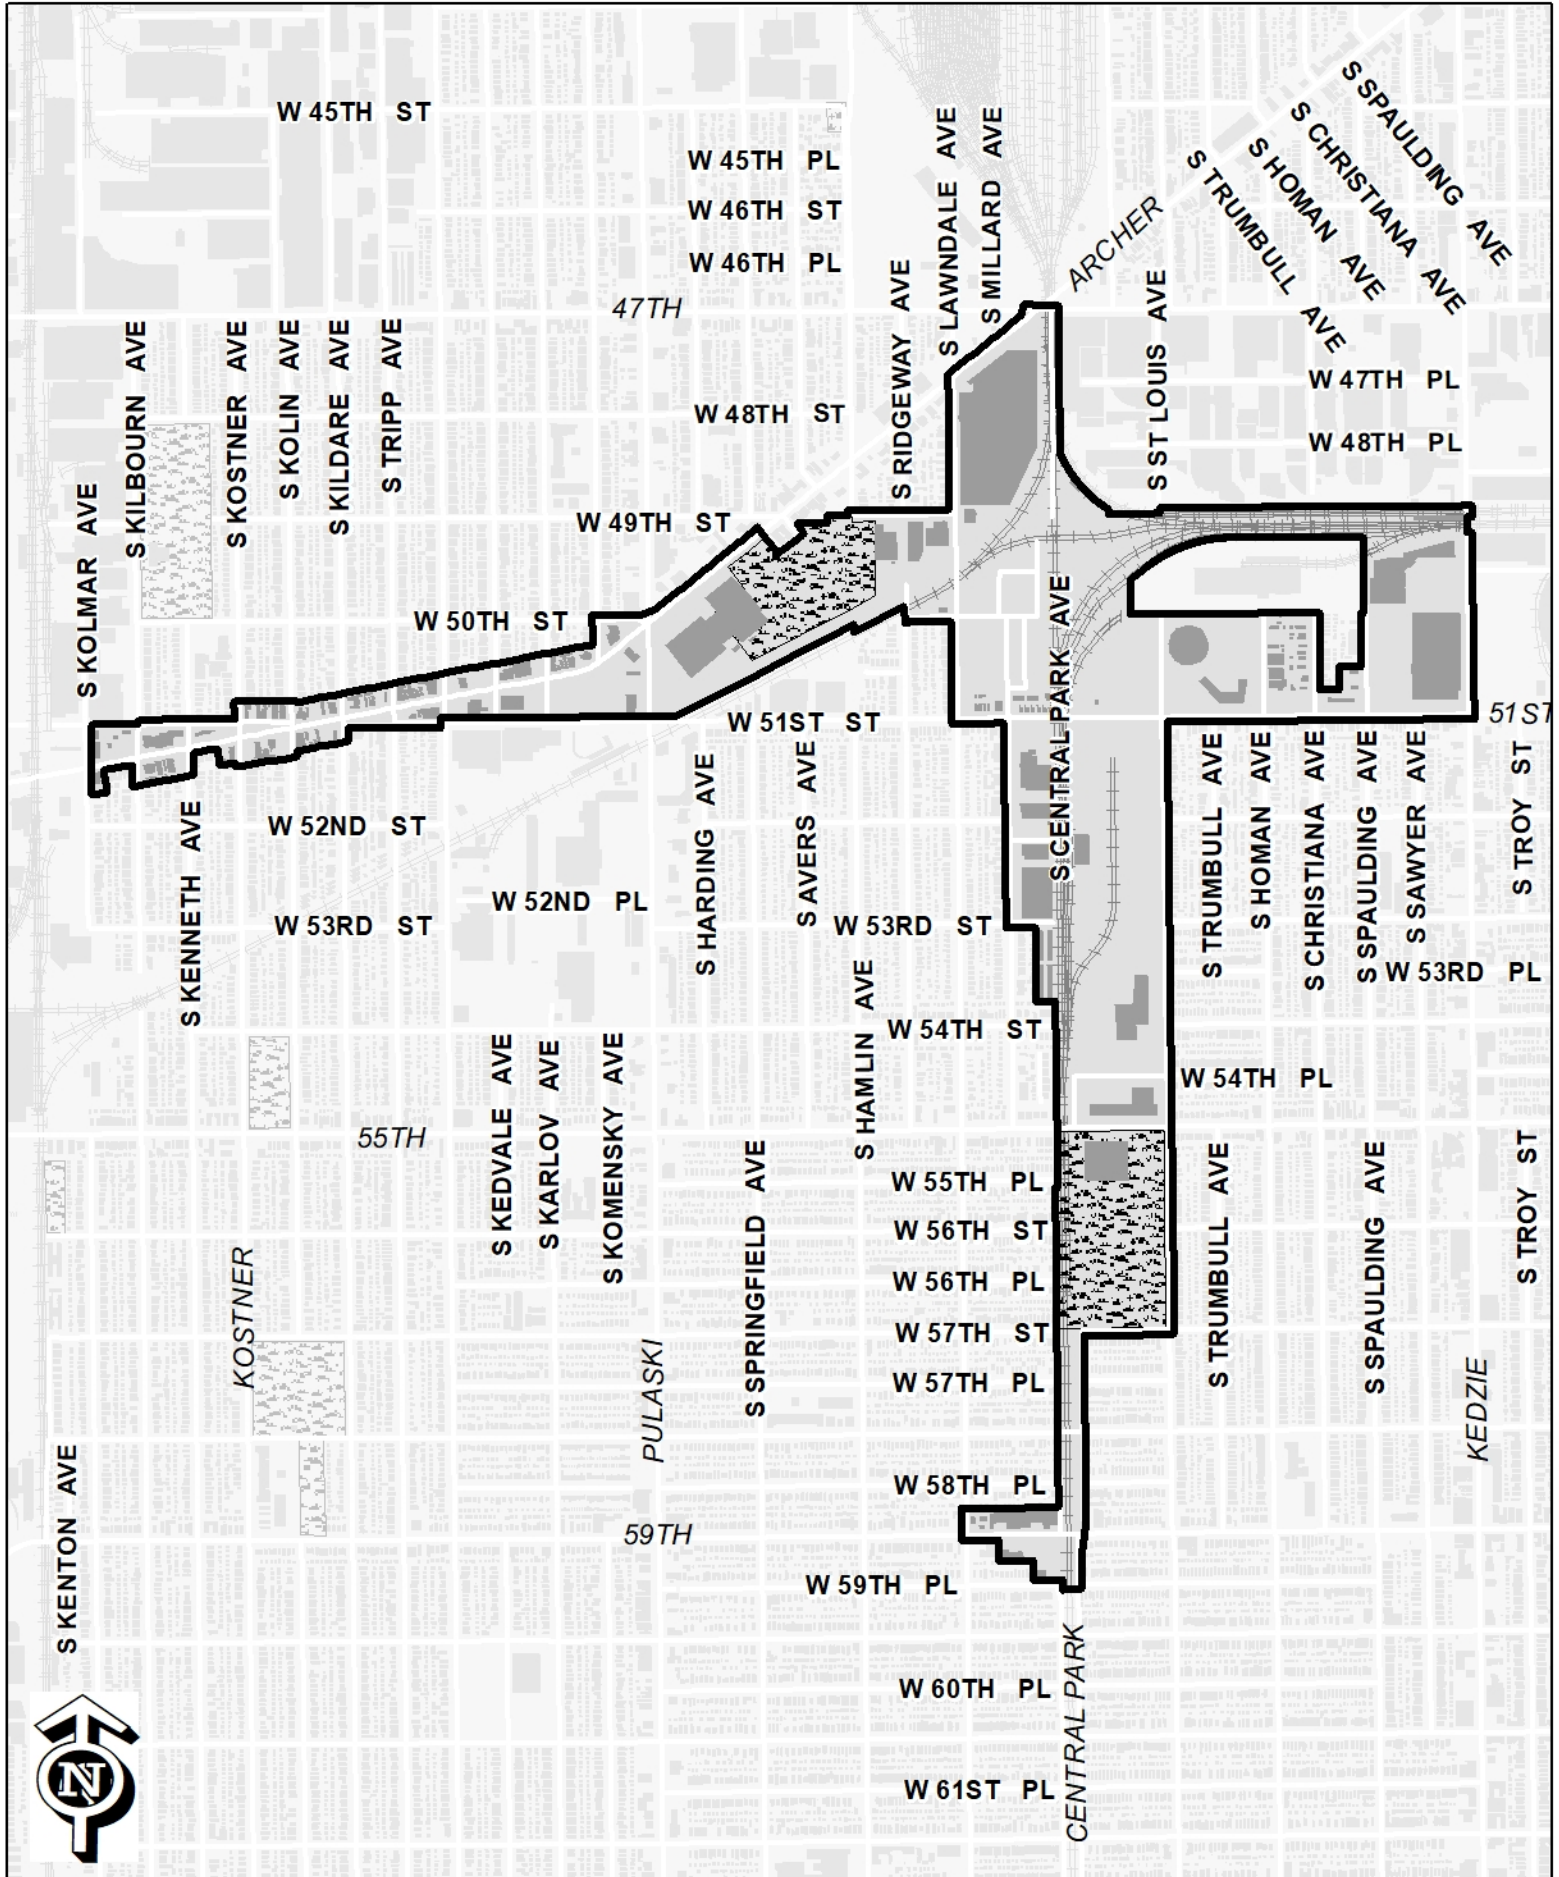 W 45TH ST
W 45TH PL
W 46TH ST
W 46TH PL
47TH
S LAWNDALE AVE
S MILLARD AVE
ARCHER
S TRUMBULL AVE
S HOMAN AVE
S CHRISTIANA AVE
S SPAULDING AVE
S RIDGEWAY AVE
S ST LOUIS AVE
S KOLMAR AVE
S KILBOURN AVE
S KOSTNER AVE
S KOLIN AVE
S KILDARE AVE
S TRIPP AVE
W 47TH PL
W 48TH ST
W 48TH PL
W 49TH ST
W 50TH ST
S CENTRAL PARK AVE
W 51ST ST
51ST
S KENNETH AVE
W 52ND ST
W 52ND PL
W 53RD ST
S HARDING AVE
S AVERS AVE
W 53RD ST
S TRUMBULL AVE
S HOMAN AVE
S CHRISTIANA AVE
S SPAULDING AVE
S SAWYER AVE
S TROY ST
W 53RD PL
S HAMLIN AVE
W 54TH ST
W 54TH PL
S KEDVALE AVE
S KARLOV AVE
S KOMENSKY AVE
55TH
S SPRINGFIELD AVE
W 55TH PL
W 56TH ST
W 56TH PL
W 57TH ST
W 57TH PL
S TRUMBULL AVE
S SPAULDING AVE
S TROY ST
KOSTNER
PULASKI
KEDZIE
S KENTON AVE
W 58TH PL
59TH
W 59TH PL
W 60TH PL
CENTRAL PARK
W 61ST PL
N